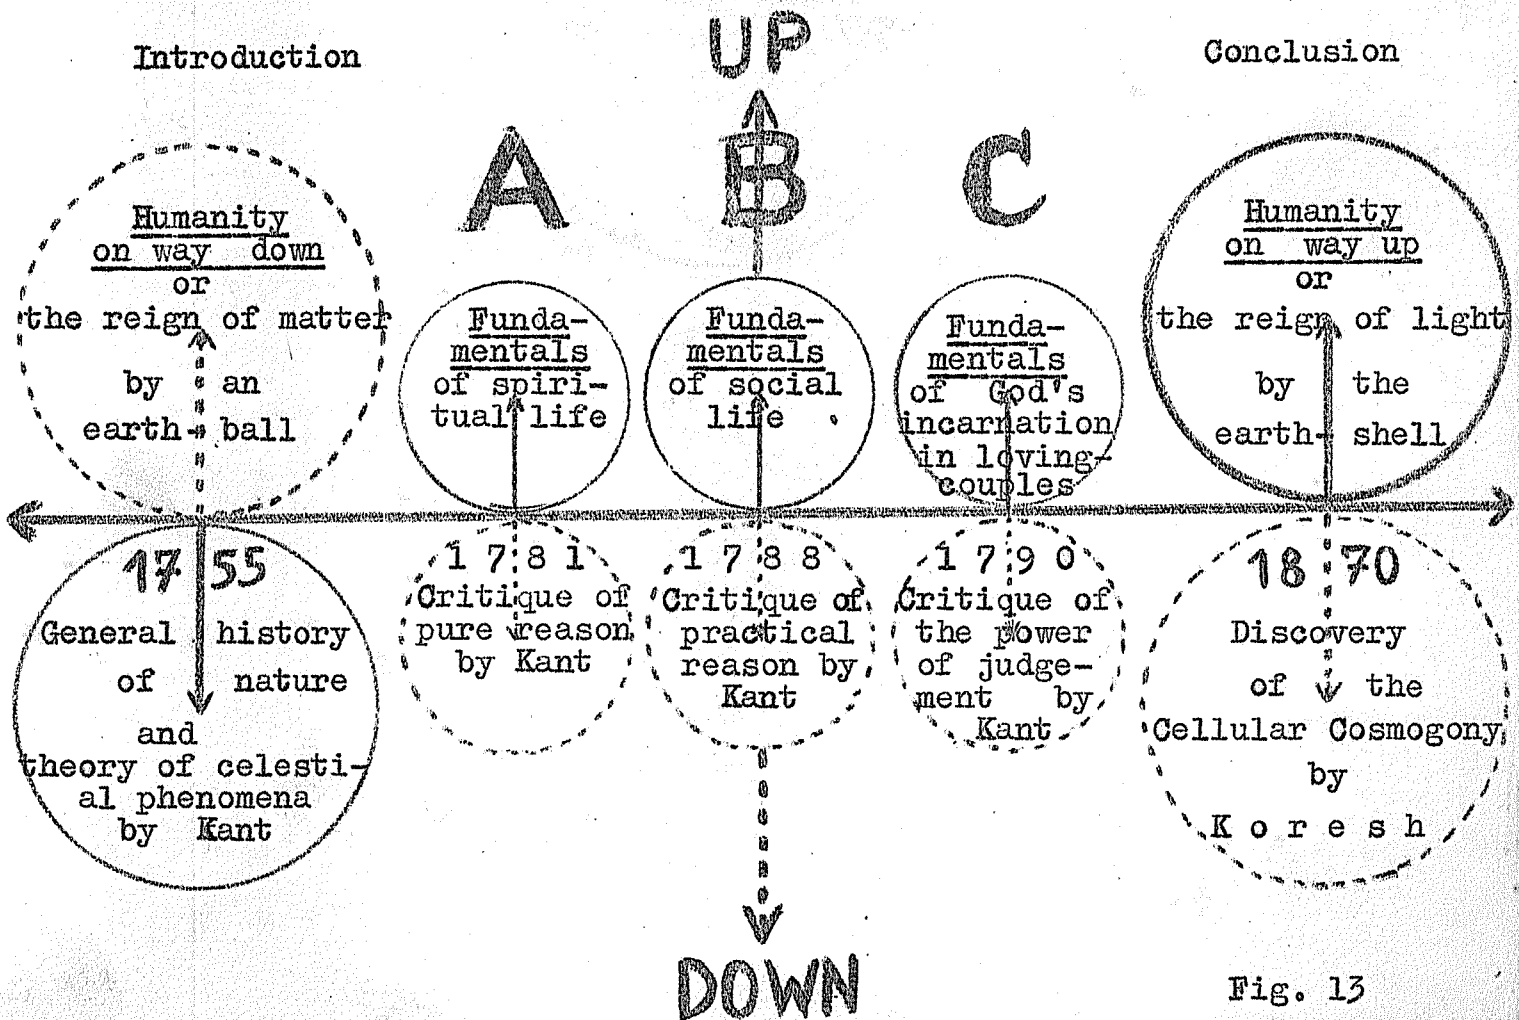 Introduction
UP
Conclusion
A
B
C
Humanity
on way down
or
the reign of matter
by an
earth- ball
Funda-
mentals
of spiri-
tual life
Funda-
mentals
of social
life
Funda-
mentals
of God's
incarnation
in loving-
couples
Humanity
on way up
or
the reign of light
by the
earth- shell
1755
General history
of nature
and
theory of celesti-
al phenomena
by Kant
1781
Critique of
pure reason
by Kant
1788
Critique of
practical
reason by
Kant
1790
Critique of
the power
of judge-
ment by
Kant
1870
Discovery
of the
Cellular Cosmogony
by
Koresh
DOWN
Fig. 13